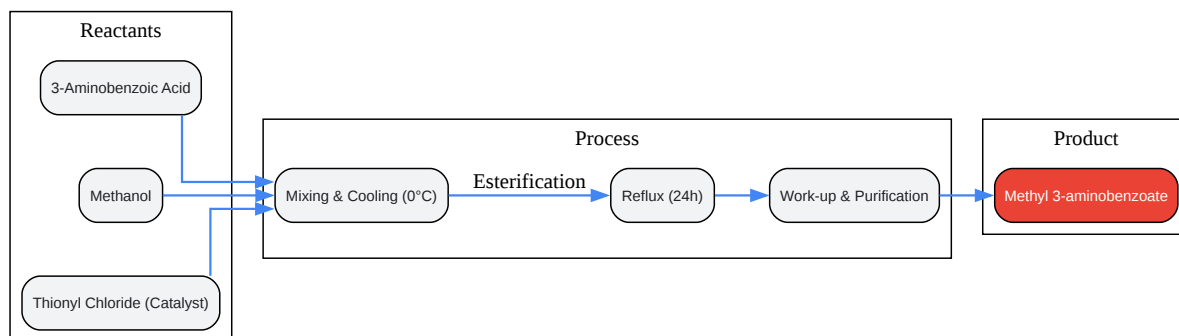 Reactants
3-Aminobenzoic Acid
Methanol
Thionyl Chloride (Catalyst)
Process
Mixing & Cooling (0°C)
Esterification
Reflux (24h)
Work-up & Purification
Product
Methyl 3-aminobenzoate